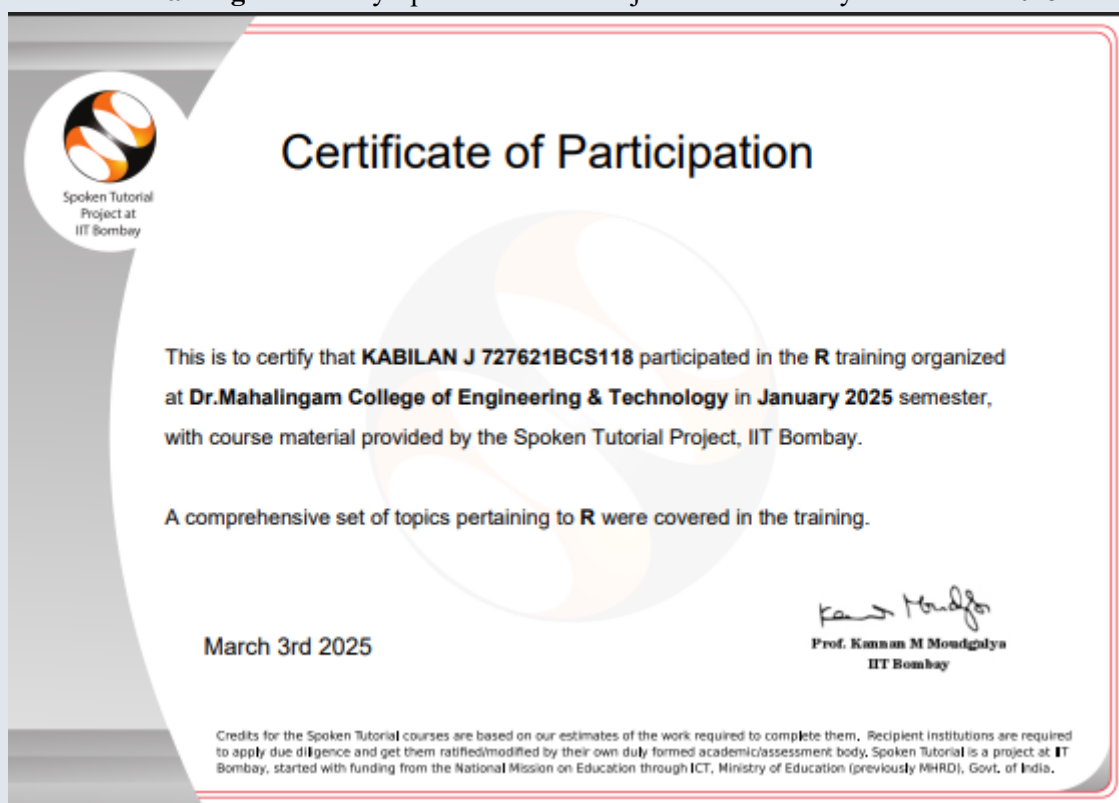 Spoken Tutorial
Project at
IIT Bombay
Certificate of Participation
This is to certify that KABILAN J 727621BCS118 participated in the R training organized
at Dr.Mahalingam College of Engineering & Technology in January 2025 semester,
with course material provided by the Spoken Tutorial Project, IIT Bombay.
A comprehensive set of topics pertaining to R were covered in the training.
March 3rd 2025
Prof. Kannan M Moudgalya
IIT Bombay
Credits for the Spoken Tutorial courses are based on our estimates of the work required to complete them. Recipient institutions are required
to apply due diligence and get them ratified/modified by their own duly formed academic/assessment body. Spoken Tutorial is a project at IIT
Bombay, started with funding from the National Mission on Education through ICT, Ministry of Education (previously MHRD), Govt. of India.